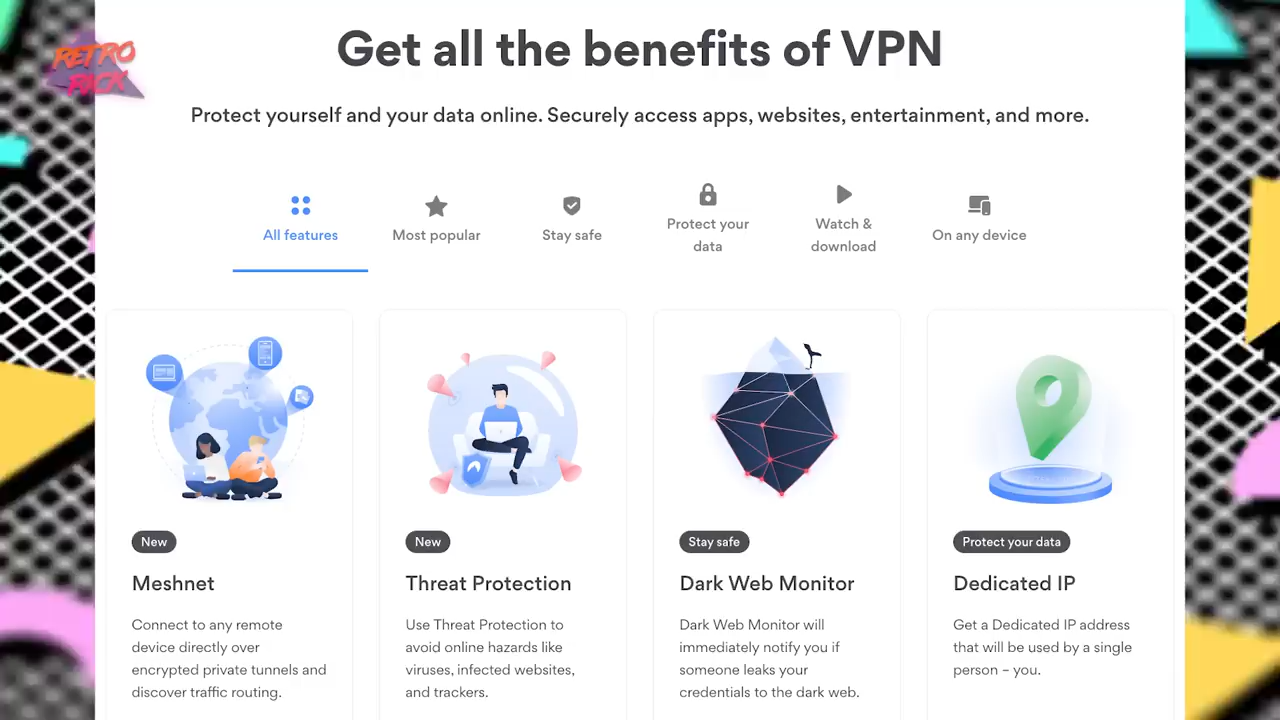 RETRO
PACK
Get all the benefits of VPN
Protect yourself and your data online. Securely access apps, websites, entertainment, and more.
All features
Most popular
Stay safe
Protect your
data
Watch &
download
On any device
New
Meshnet
Connect to any remote
device directly over
encrypted private tunnels and
discover traffic routing.
New
Threat Protection
Use Threat Protection to
avoid online hazards like
viruses, infected websites,
and trackers.
Stay safe
Dark Web Monitor
Dark Web Monitor will
immediately notify you if
someone leaks your
credentials to the dark web.
Protect your data
Dedicated IP
Get a Dedicated IP address
that will be used by a single
person – you.